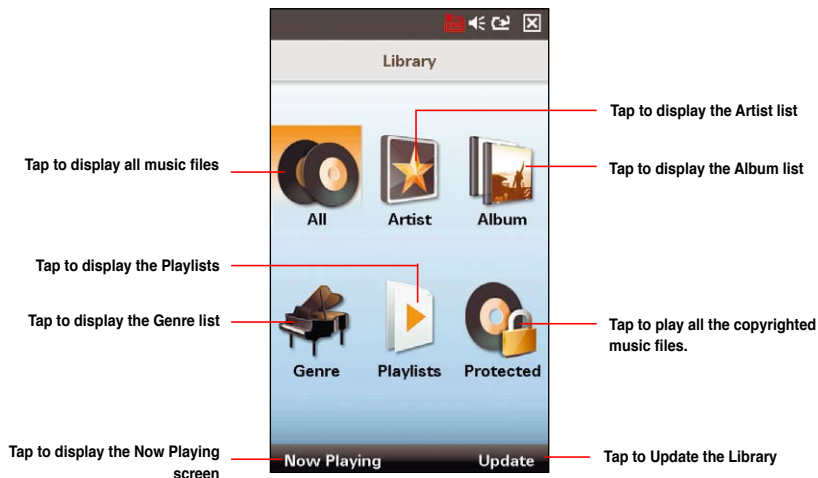 Library
Tap to display the Artist list
Tap to display all music files
Tap to display the Album list
All
Artist
Album
Tap to display the Playlists
Tap to display the Genre list
Tap to play all the copyrighted
music files.
Genre
Playlists
Protected
Tap to display the Now Playing
screen
Now Playing
Update
Tap to Update the Library